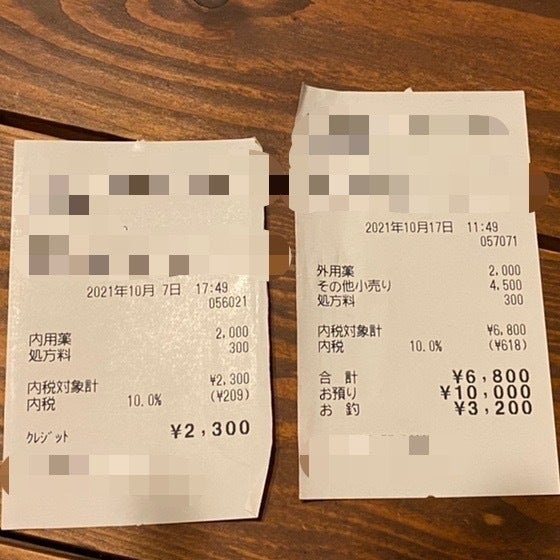 2021年10月 7日 17:49
056021
内用薬 2,000
処方料 300
内税対象計 ¥2,300
内税 10.0% (¥209)
ｸﾚｼﾞｯﾄ ¥2,300
2021年10月17日 11:49
057071
外用薬 2,000
その他小売り 4,500
処方料 300
内税対象計 ¥6,800
内税 10.0% (¥618)
合 計 ¥6,800
お預り ¥10,000
お 釣 ¥3,200